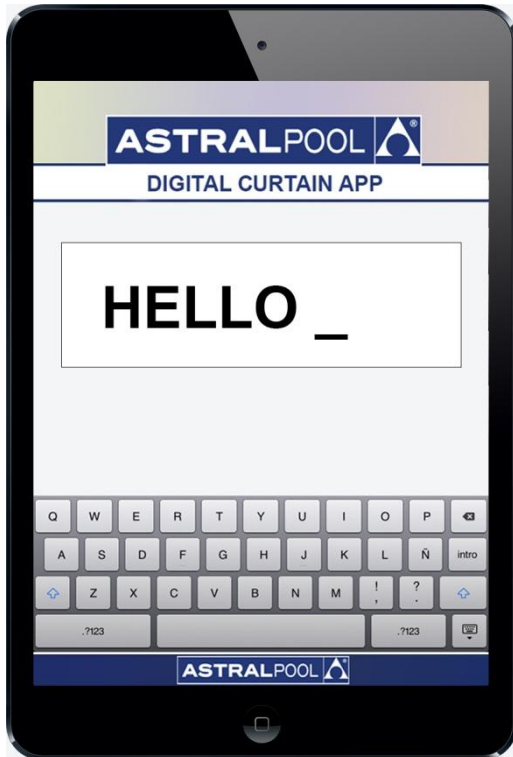 ASTRALPOOL ®
DIGITAL CURTAIN APP
HELLO _
Q W E R T Y U I O P
A S D F G H J K L Ñ intro
Z X C V B N M ! , ? .
.?123 .?123
ASTRALPOOL ®